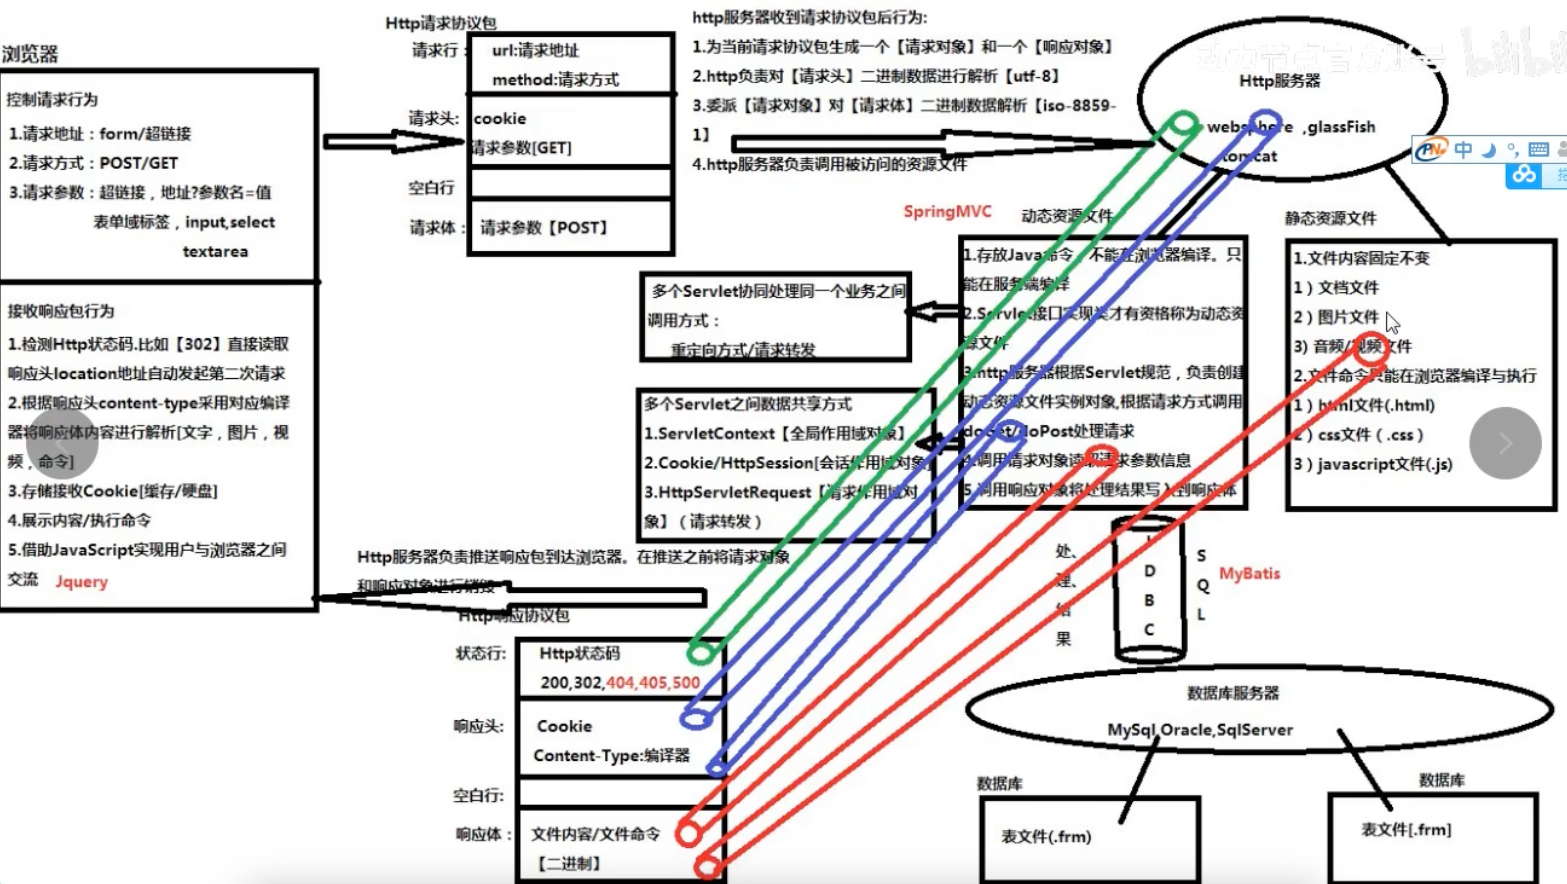 浏览器
控制请求行为
1.请求地址：form/超链接
2.请求方式：POST/GET
3.请求参数：超链接，地址?参数名=值
表单域标签，input,select
textarea
接收响应包行为
1.检测Http状态码.比如【302】直接读取
响应头location地址自动发起第二次请求
2.根据响应头content-type采用对应编译
器将响应体内容进行解析[文字，图片，视
频，命令]
3.存储接收Cookie[缓存/硬盘]
4.展示内容/执行命令
5.借助JavaScript实现用户与浏览器之间
交流 Jquery
Http请求协议包
请求行：
url:请求地址
method:请求方式
请求头:
cookie
请求参数[GET]
空白行
请求体：
请求参数【POST】
http服务器收到请求协议包后行为:
1.为当前请求协议包生成一个【请求对象】和一个【响应对象】
2.http负责对【请求头】二进制数据进行解析【utf-8】
3.委派【请求对象】对【请求体】二进制数据解析【iso-8859-
1】
4.http服务器负责调用被访问的资源文件
动力节点官方账号 bilibili
Http服务器
websphere ,glassFish
tomcat
中
SpringMVC
动态资源文件
1.存放Java命令，不能在浏览器编译。只
能在服务端编译
2.Servlet接口实现类才有资格称为动态资
源文件
3.http服务器根据Servlet规范，负责创建
动态资源文件实例对象,根据请求方式调用
doGet/doPost处理请求
4.调用请求对象读取请求参数信息
5.调用响应对象将处理结果写入到响应体
静态资源文件
1.文件内容固定不变
1）文档文件
2）图片文件
3) 音频/视频文件
2.文件命令只能在浏览器编译与执行
1）html文件(.html)
2）css文件（.css）
3）javascript文件(.js)
多个Servlet协同处理同一个业务之间
调用方式：
重定向方式/请求转发
多个Servlet之间数据共享方式
1.ServletContext【全局作用域对象】
2.Cookie/HttpSession[会话作用域对象]
3.HttpServletRequest【请求作用域对
象】（请求转发）
Http服务器负责推送响应包到达浏览器。在推送之前将请求对象
和响应对象进行销毁
Http响应协议包
状态行:
Http状态码
200,302,404,405,500
响应头:
Cookie
Content-Type:编译器
空白行:
响应体：
文件内容/文件命令
【二进制】
处、
理、
结
果
J
D
B
C
S
Q
L
MyBatis
数据库服务器
MySql,Oracle,SqlServer
数据库
表文件(.frm)
数据库
表文件[.frm]